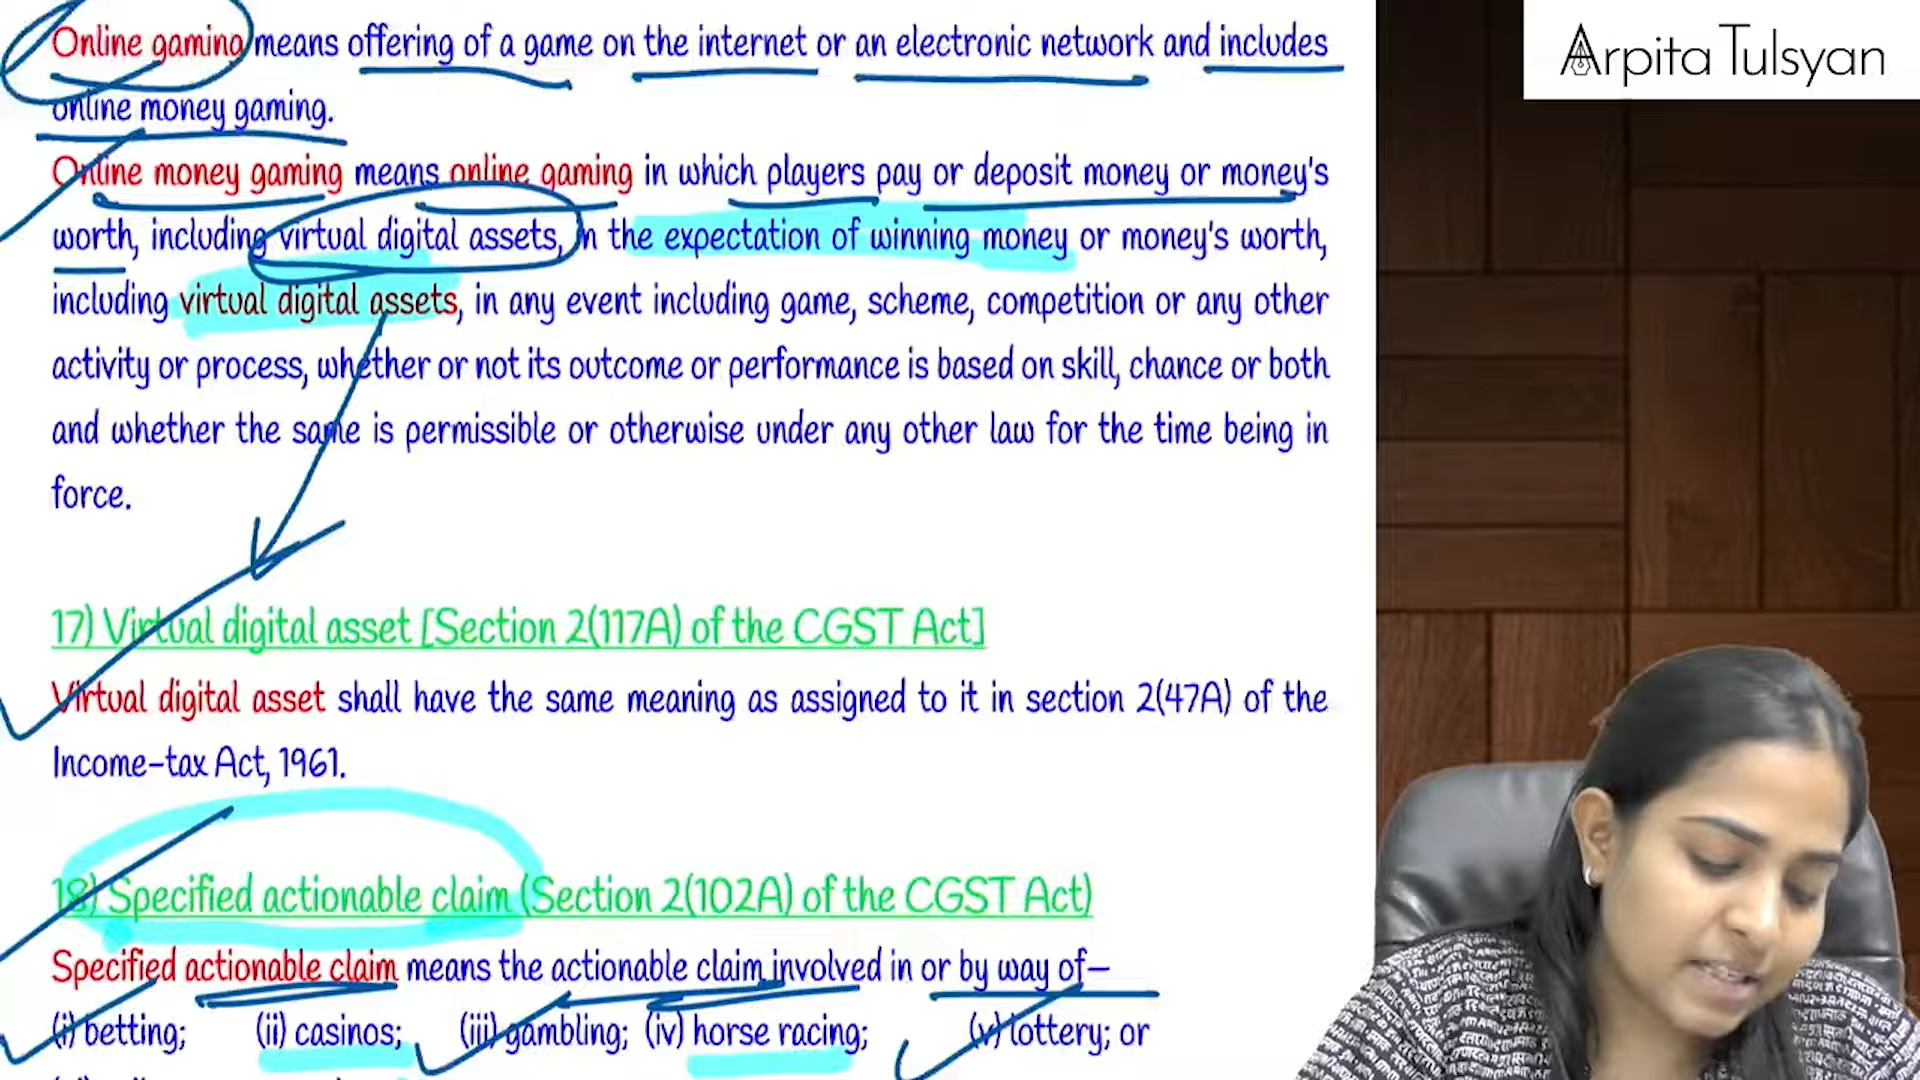 Online gaming means offering of a game on the internet or an electronic network and includes
online money gaming.
Online money gaming means online gaming in which players pay or deposit money or money's
worth, including virtual digital assets, in the expectation of winning money or money's worth,
including virtual digital assets, in any event including game, scheme, competition or any other
activity or process, whether or not its outcome or performance is based on skill, chance or both
and whether the same is permissible or otherwise under any other law for the time being in
force.
17) Virtual digital asset [Section 2(117A) of the CGST Act]
Virtual digital asset shall have the same meaning as assigned to it in section 2(47A) of the
Income-tax Act, 1961.
18) Specified actionable claim (Section 2(102A) of the CGST Act)
Specified actionable claim means the actionable claim involved in or by way of—
(i) betting; (ii) casinos; (iii) gambling; (iv) horse racing; (v) lottery; or
Arpita Tulsyan